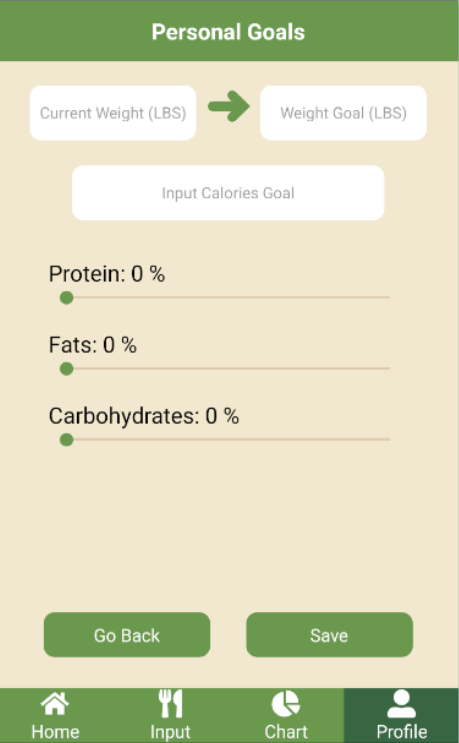 Personal Goals
Current Weight (LBS)
Weight Goal (LBS)
Input Calories Goal
Protein: 0 %
Fats: 0 %
Carbohydrates: 0 %
Go Back
Save
Home
Input
Chart
Profile